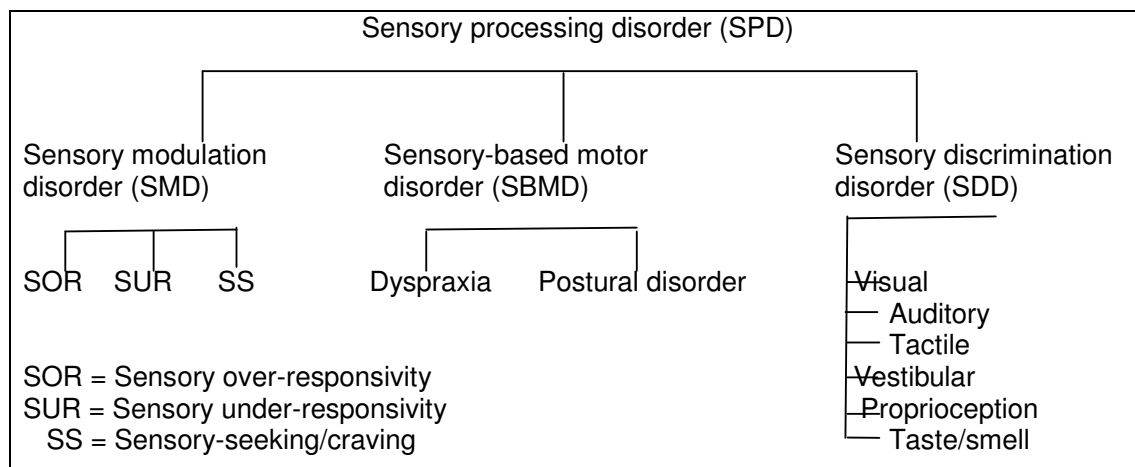 Sensory processing disorder (SPD)
Sensory modulation
disorder (SMD)
Sensory-based motor
disorder (SBMD)
Sensory discrimination
disorder (SDD)
SOR SUR SS
Dyspraxia Postural disorder
Visual
Auditory
Tactile
Vestibular
Proprioception
Taste/smell
SOR = Sensory over-responsivity
SUR = Sensory under-responsivity
SS = Sensory-seeking/craving